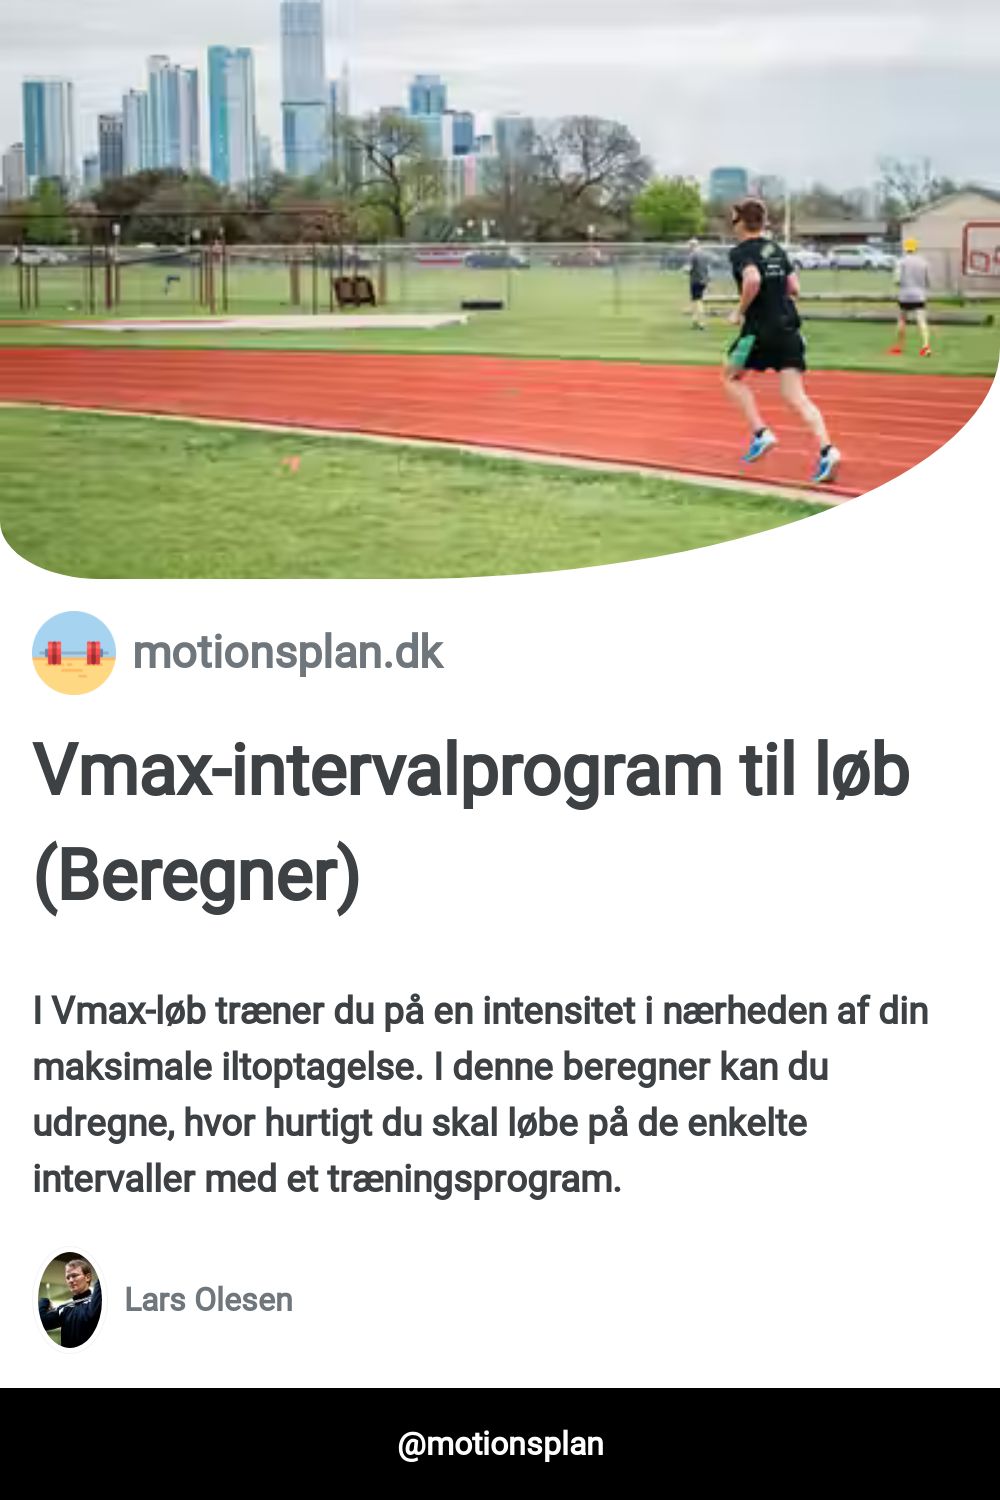 motionsplan.dk
Vmax-intervalprogram til løb
(Beregner)
I Vmax-løb træner du på en intensitet i nærheden af din
maksimale iltoptagelse. I denne beregner kan du
udregne, hvor hurtigt du skal løbe på de enkelte
intervaller med et træningsprogram.
Lars Olesen
@motionsplan